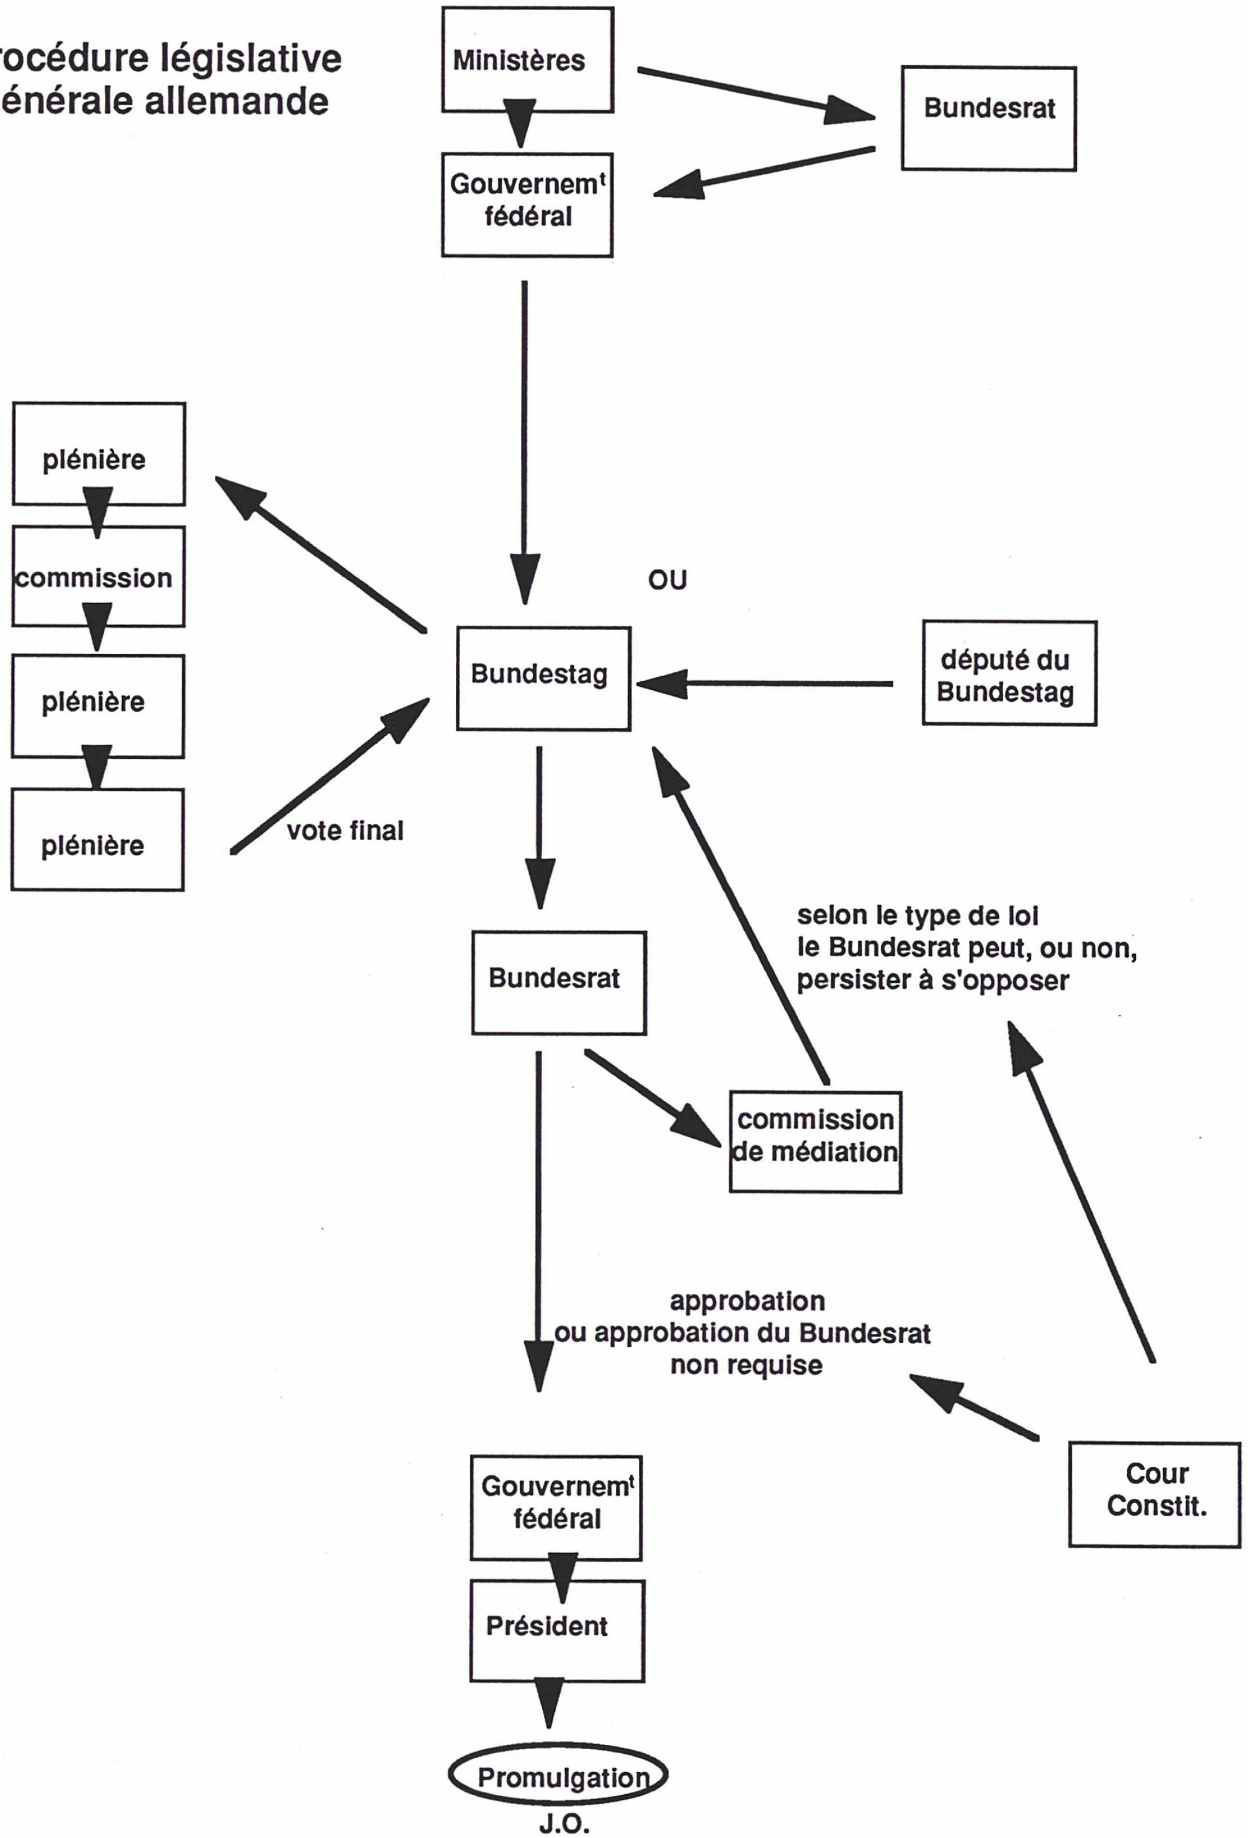 rocédure législative
énérale allemande
Ministères
Bundesrat
Gouvernemᵗ
fédéral
plénière
commission
plénière
plénière
vote final
OU
Bundestag
député du
Bundestag
Bundesrat
selon le type de loi
le Bundesrat peut, ou non,
persister à s'opposer
commission
de médiation
approbation
ou approbation du Bundesrat
non requise
Cour
Constit.
Gouvernemᵗ
fédéral
Président
Promulgation
J.O.